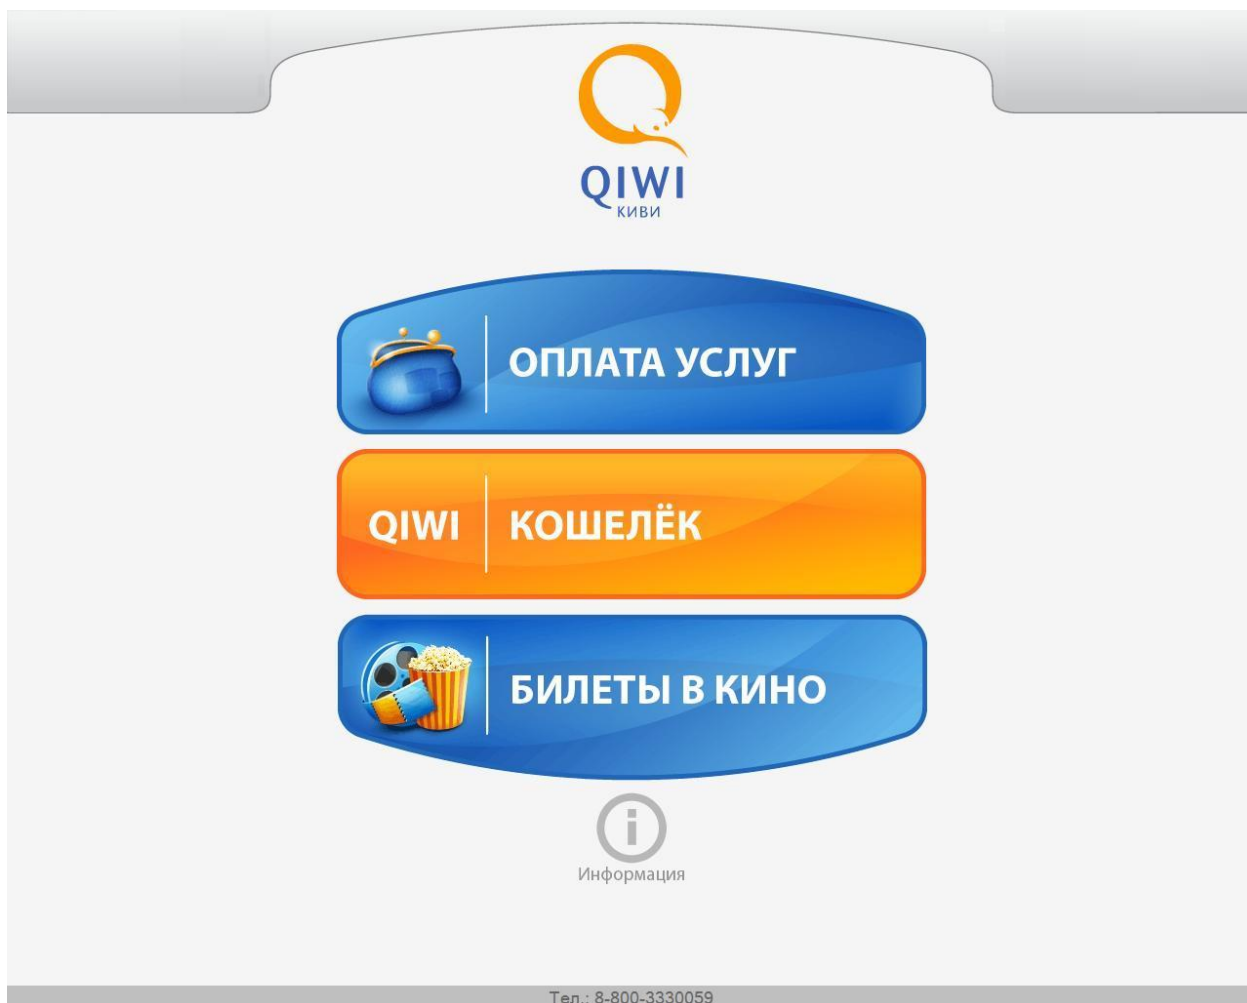 QIWI
КИВИ
ОПЛАТА УСЛУГ
QIWI КОШЕЛЁК
БИЛЕТЫ В КИНО
Информация
Тел.: 8-800-3330059